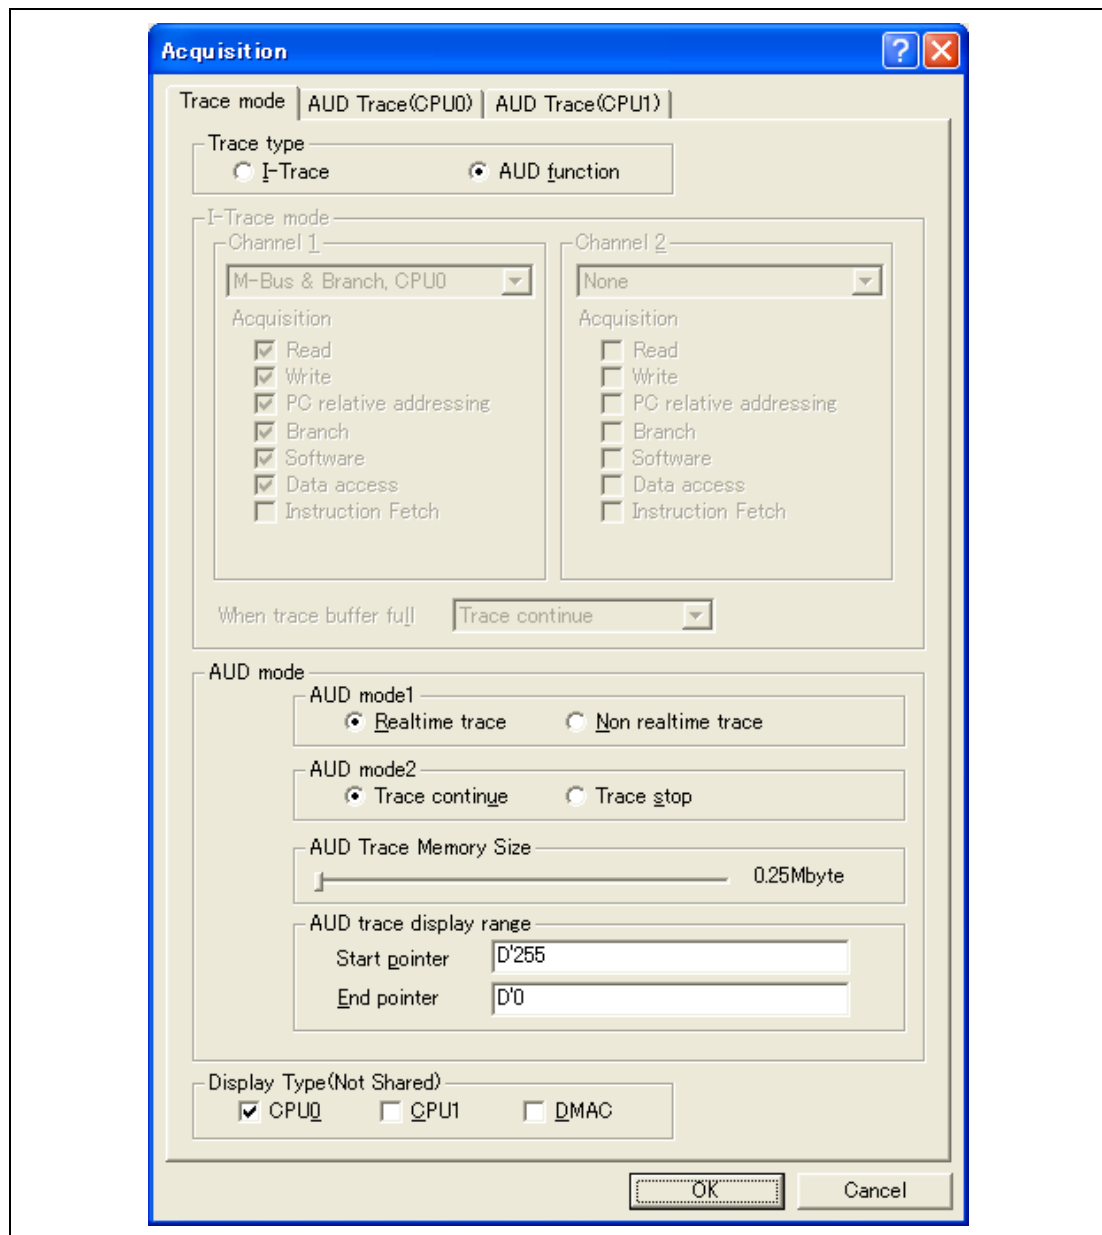 Acquisition
Trace mode AUD Trace(CPU0) AUD Trace(CPU1)
Trace type
I-Trace AUD function
I-Trace mode
Channel 1 Channel 2
M-Bus & Branch, CPU0 None
Acquisition Acquisition
Read Read
Write Write
PC relative addressing PC relative addressing
Branch Branch
Software Software
Data access Data access
Instruction Fetch Instruction Fetch
When trace buffer full Trace continue
AUD mode
AUD mode1
Realtime trace Non realtime trace
AUD mode2
Trace continue Trace stop
AUD Trace Memory Size
0.25Mbyte
AUD trace display range
Start pointer D'255
End pointer D'0
Display Type(Not Shared)
CPU0 CPU1 DMAC
OK Cancel